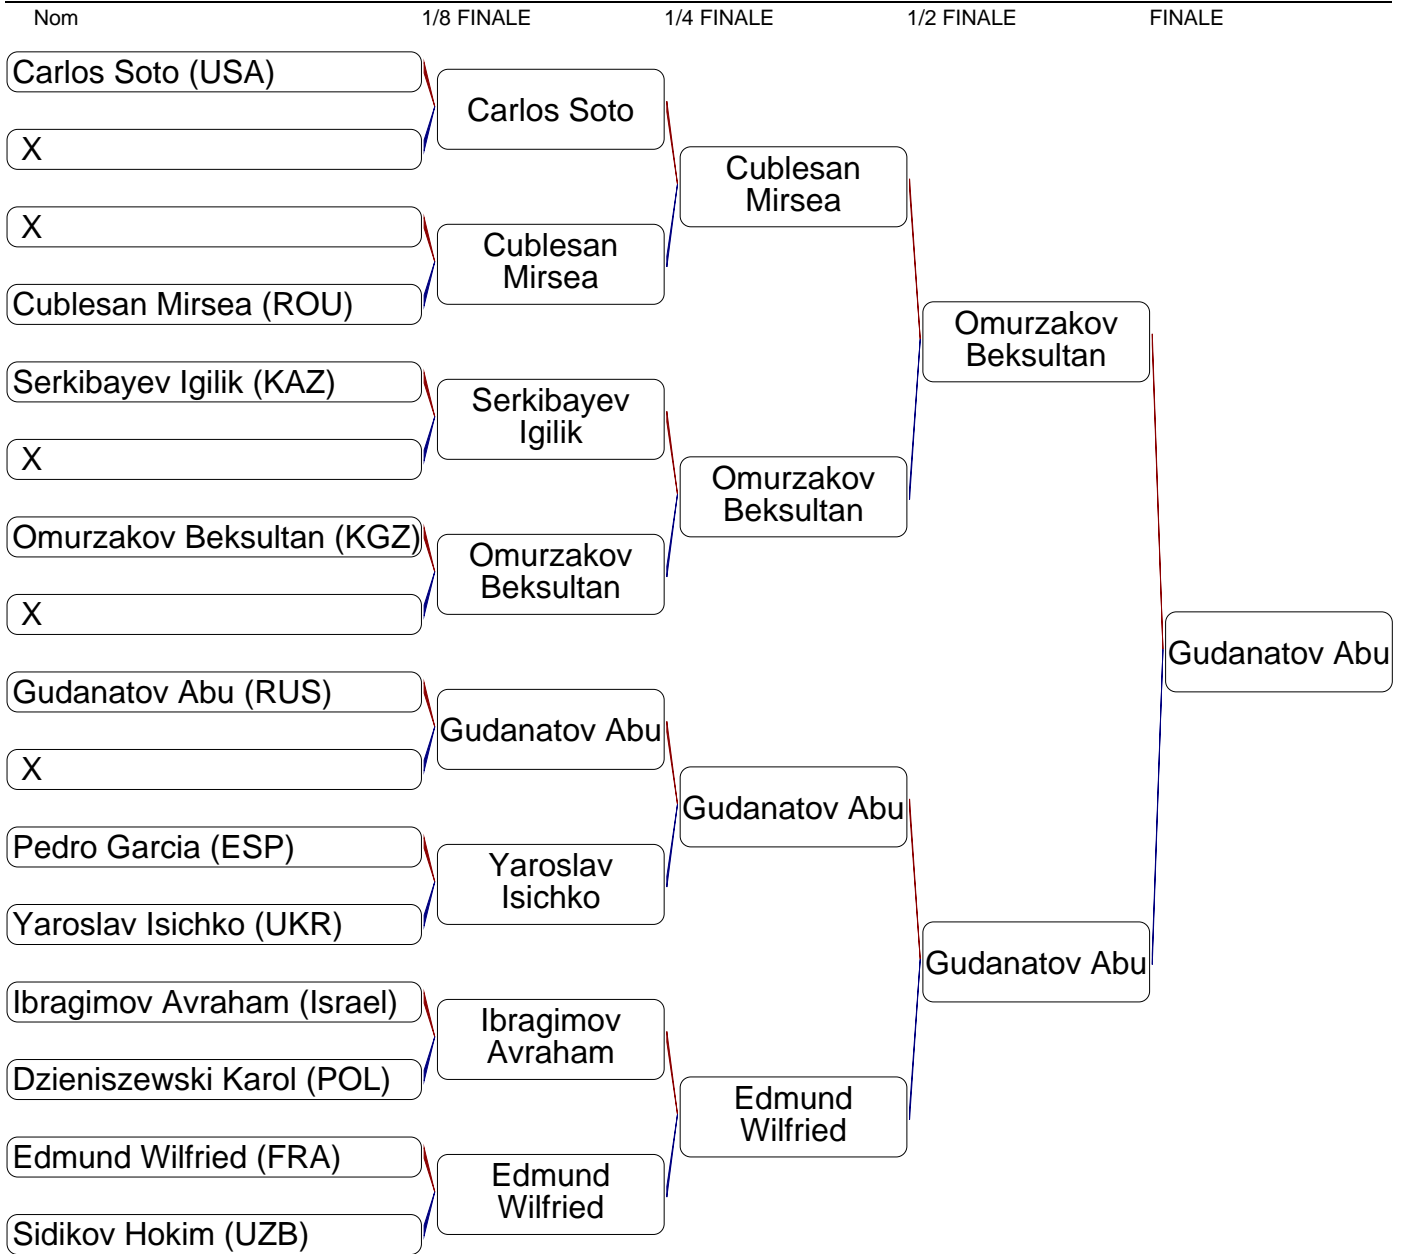 Nom
1/8 FINALE
1/4 FINALE
1/2 FINALE
FINALE
Carlos Soto (USA)
X
X
Cublesan Mirsea (ROU)
Serkibayev Igilik (KAZ)
X
Omurzakov Beksultan (KGZ)
X
Gudanatov Abu (RUS)
X
Pedro Garcia (ESP)
Yaroslav Isichko (UKR)
Ibragimov Avraham (Israel)
Dzieniszewski Karol (POL)
Edmund Wilfried (FRA)
Sidikov Hokim (UZB)
Carlos Soto
Cublesan
Mirsea
Serkibayev
Igilik
Omurzakov
Beksultan
Gudanatov Abu
Yaroslav
Isichko
Ibragimov
Avraham
Edmund
Wilfried
Cublesan
Mirsea
Omurzakov
Beksultan
Gudanatov Abu
Edmund
Wilfried
Omurzakov
Beksultan
Gudanatov Abu
Gudanatov Abu